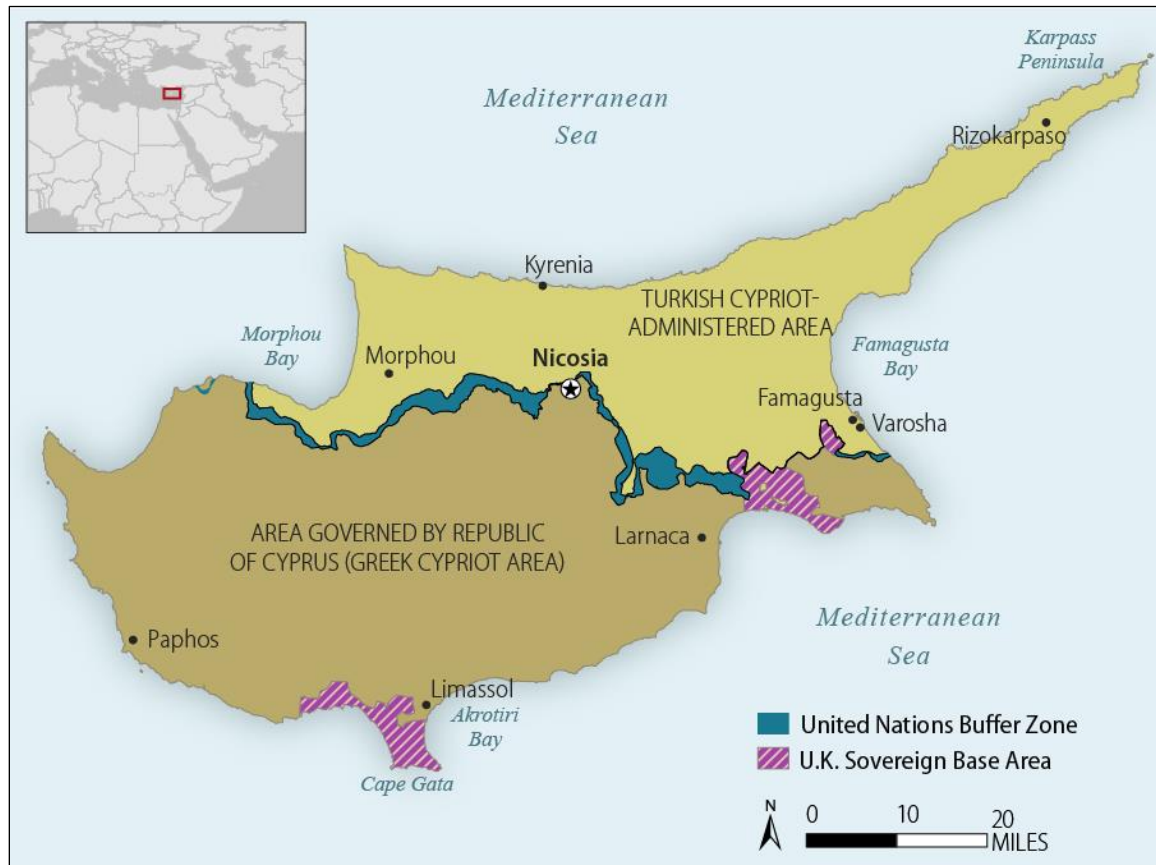 Karpass
Peninsula
Mediterranean
Sea
Rizokarpaso
Kyrenia
TURKISH CYPRIOT-
ADMINISTERED AREA
Morphou
Bay
Famagusta
Bay
Morphou
Nicosia
Famagusta
Varosha
AREA GOVERNED BY REPUBLIC
OF CYPRUS (GREEK CYPRIOT AREA)
Larnaca
Paphos
Mediterranean
Sea
Limassol
Akrotiri
Bay
Cape Gata
United Nations Buffer Zone
U.K. Sovereign Base Area
N
0 10 20
MILES